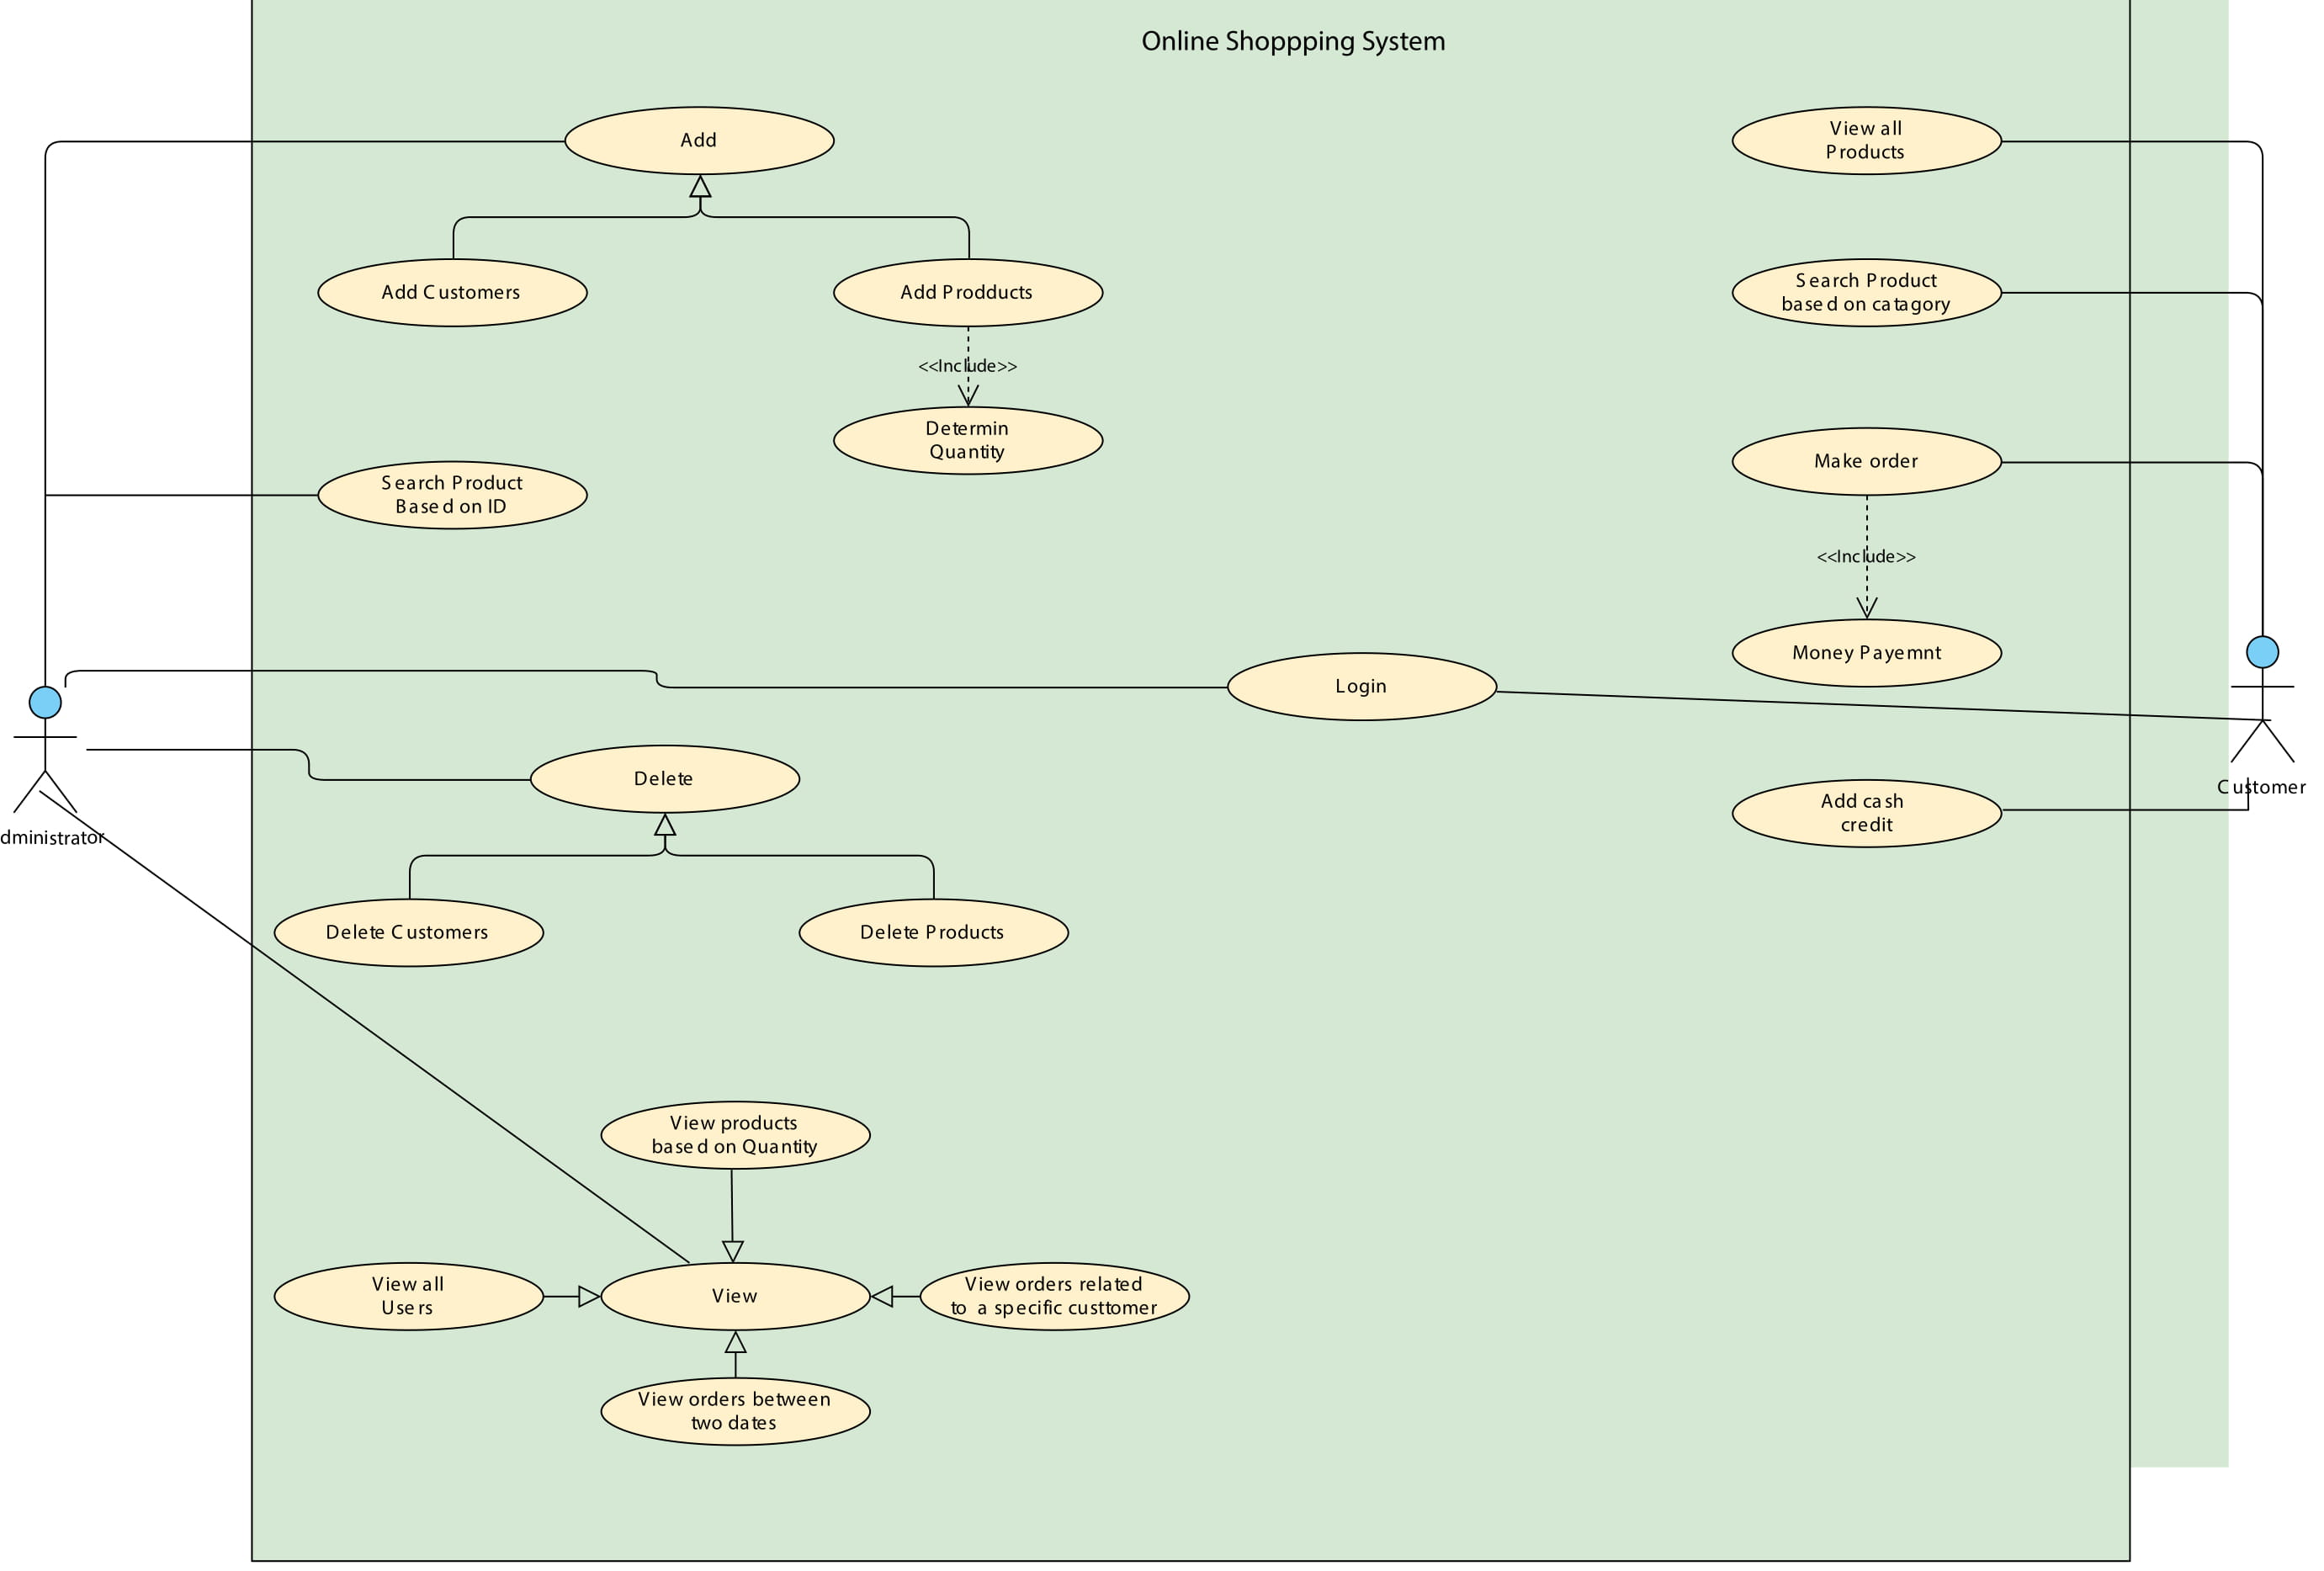 Online Shoppping System
Add
View all
Products
Add Customers
Add Prodducts
Search Product
based on catagory
<<Include>>
Determin
Quantity
Make order
Search Product
Based on ID
<<Include>>
Money Payemnt
Login
Delete
Customer
Add cash
credit
dministrator
Delete Customers
Delete Products
View products
based on Quantity
View all
Users
View
View orders related
to a specific custtomer
View orders between
two dates